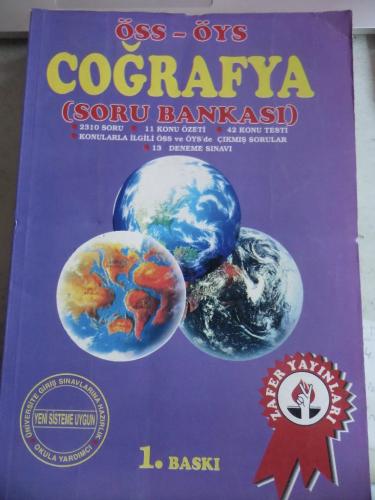 ÖSS - ÖYS
COĞRAFYA
(SORU BANKASI)
• 2310 SORU • 11 KONU ÖZETİ • 42 KONU TESTİ
• KONULARLA İLGİLİ ÖSS ve ÖYS'de ÇIKMIŞ SORULAR
• 13 DENEME SINAVI
ÜNİVERSİTE GİRİŞ SINAVLARINA HAZIRLIK
YENİ SİSTEME UYGUN
OKULA YARDIMCI
ZAFER YAYINLARI
1. BASKI